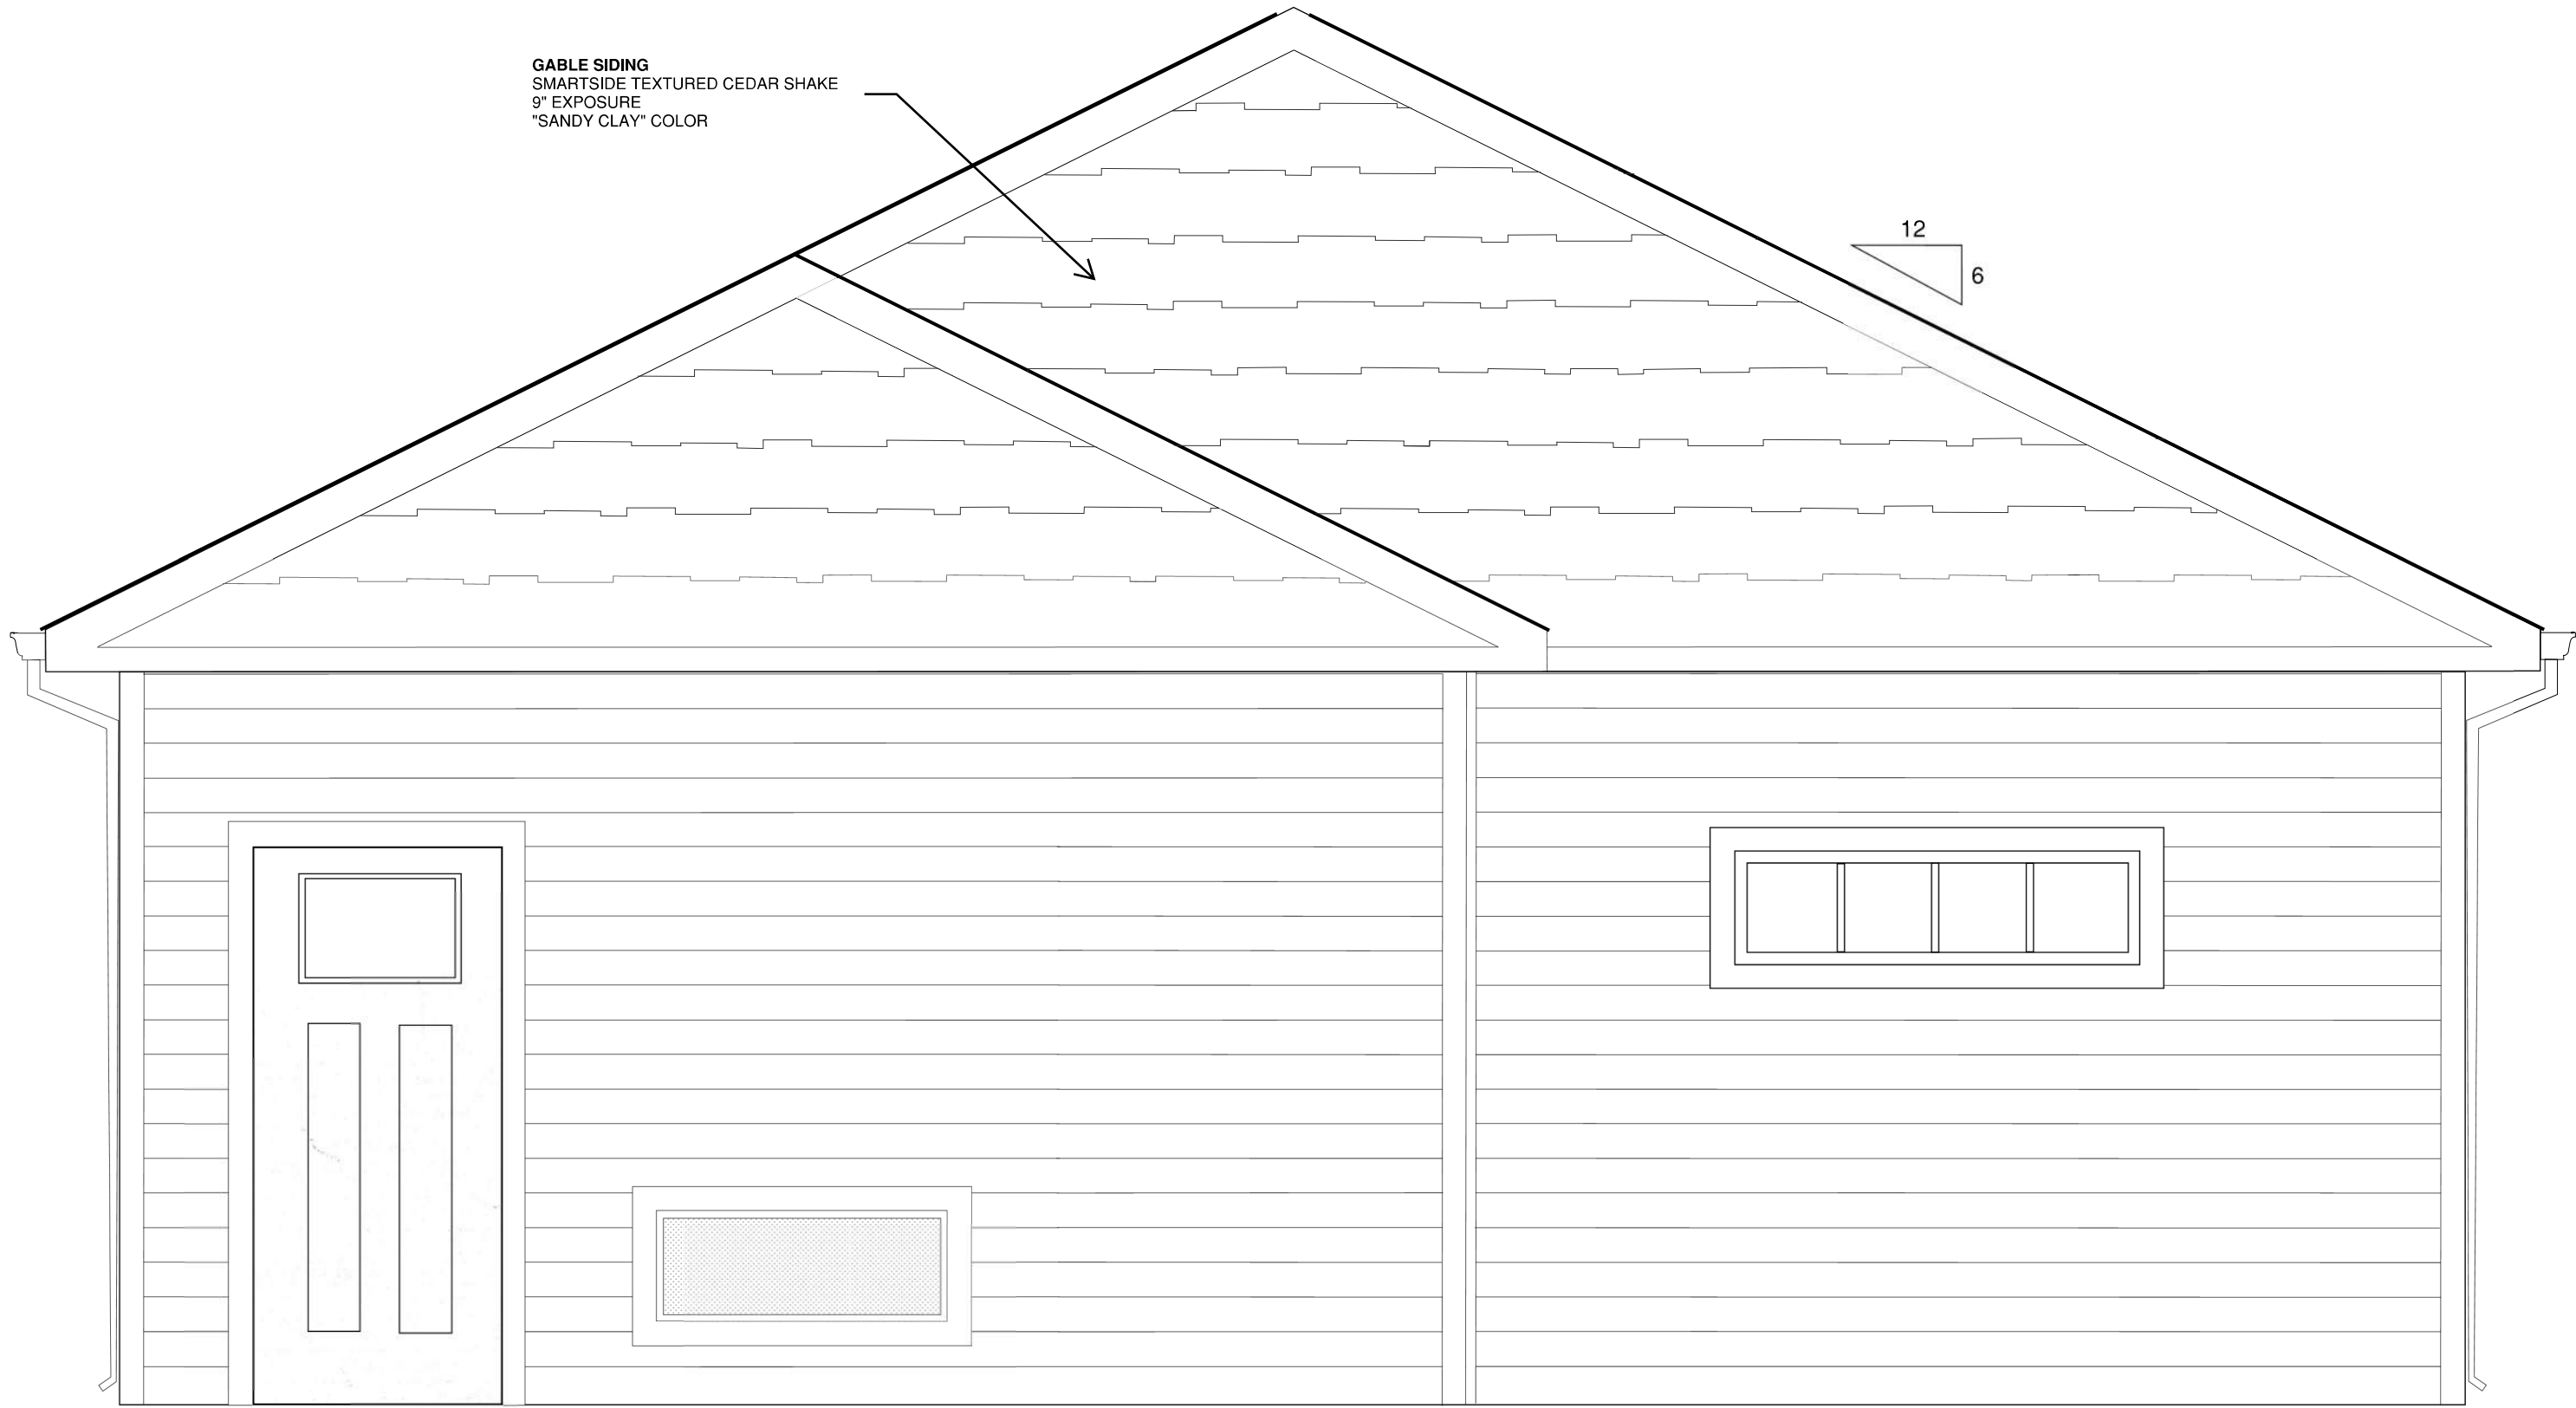 GABLE SIDING
SMARTSIDE TEXTURED CEDAR SHAKE
9" EXPOSURE
"SANDY CLAY" COLOR
12
6